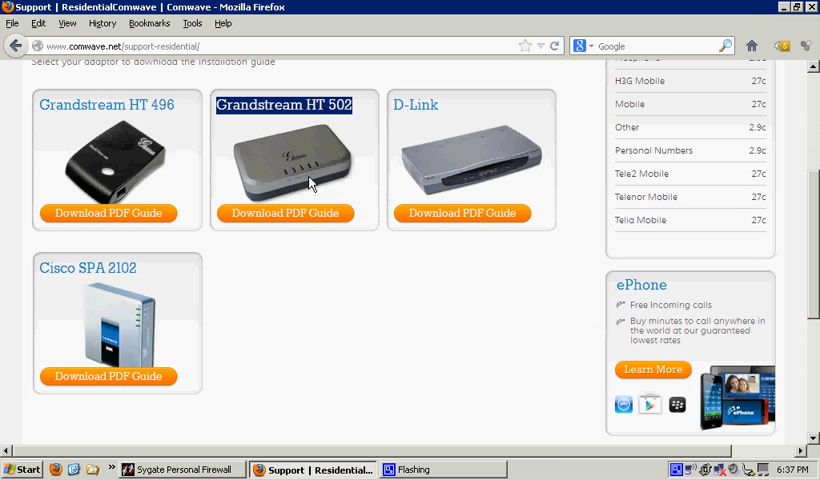 Support | ResidentialComwave | Comwave - Mozilla Firefox
File Edit View History Bookmarks Tools Help
www.comwave.net/support-residential/
Google
Select your adaptor to download the installation guide
Grandstream HT 496
Download PDF Guide
Grandstream HT 502
Download PDF Guide
D-Link
Download PDF Guide
Cisco SPA 2102
Download PDF Guide
H3G Mobile 27c
Mobile 27c
Other 2.9c
Personal Numbers 2.9c
Tele2 Mobile 27c
Telenor Mobile 27c
Telia Mobile 27c
ePhone
Free Incoming calls
Buy minutes to call anywhere in
the world at our guaranteed
lowest rates
Learn More
ePhone
Start Sygate Personal Firewall Support | Residential... Flashing 6:37 PM